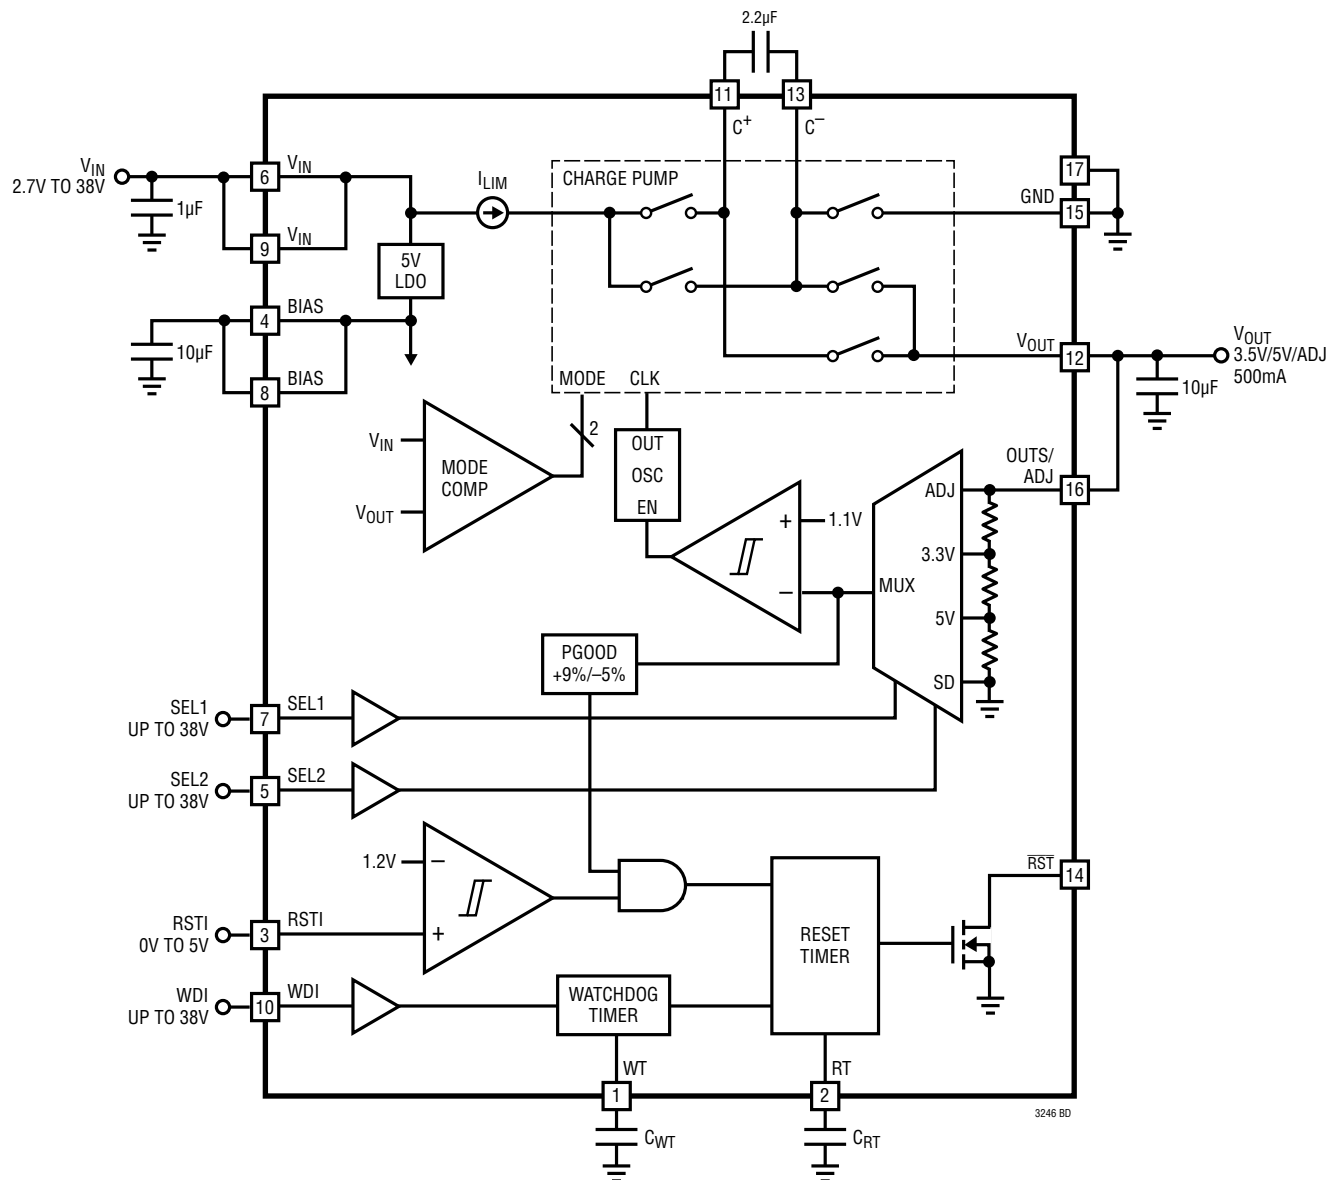 2.2µF
11
13
C+
C–
VIN
2.7V TO 38V
6
VIN
1µF
9
VIN
ILIM
CHARGE PUMP
17
GND
15
5V
LDO
4
BIAS
10µF
8
BIAS
VOUT
12
VOUT
3.5V/5V/ADJ
500mA
10µF
MODE
CLK
2
VIN
VOUT
MODE
COMP
OUT
OSC
EN
+
1.1V
–
MUX
ADJ
3.3V
5V
SD
OUTS/
ADJ
16
PGOOD
+9%/–5%
SEL1
UP TO 38V
7
SEL1
SEL2
UP TO 38V
5
SEL2
1.2V
–
+
RSTI
0V TO 5V
3
RSTI
WDI
UP TO 38V
10
WDI
WATCHDOG
TIMER
RESET
TIMER
RST
14
WT
1
CWT
RT
2
CRT
3246 BD